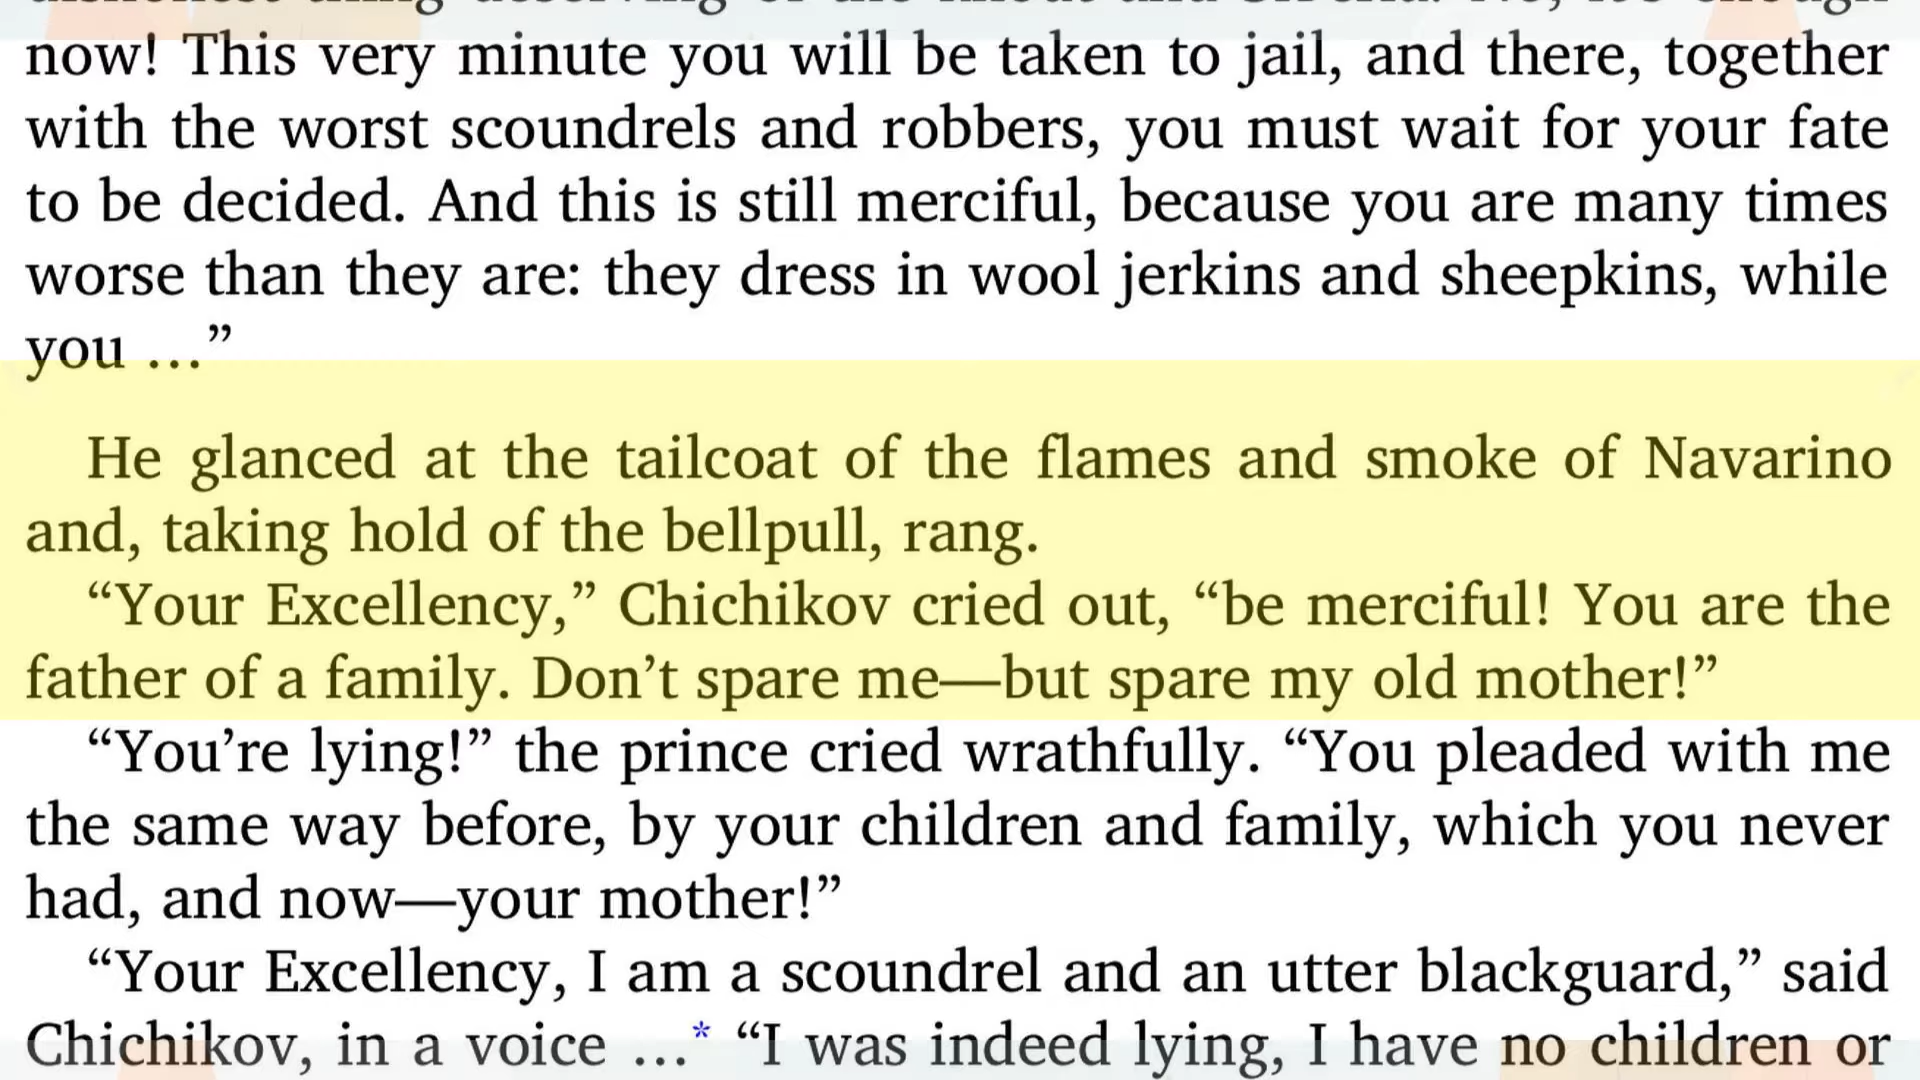 now! This very minute you will be taken to jail, and there, together
with the worst scoundrels and robbers, you must wait for your fate
to be decided. And this is still merciful, because you are many times
worse than they are: they dress in wool jerkins and sheepkins, while
you …”
He glanced at the tailcoat of the flames and smoke of Navarino
and, taking hold of the bellpull, rang.
“Your Excellency,” Chichikov cried out, “be merciful! You are the
father of a family. Don’t spare me—but spare my old mother!”
“You’re lying!” the prince cried wrathfully. “You pleaded with me
the same way before, by your children and family, which you never
had, and now—your mother!”
“Your Excellency, I am a scoundrel and an utter blackguard,” said
Chichikov, in a voice …* “I was indeed lying, I have no children or